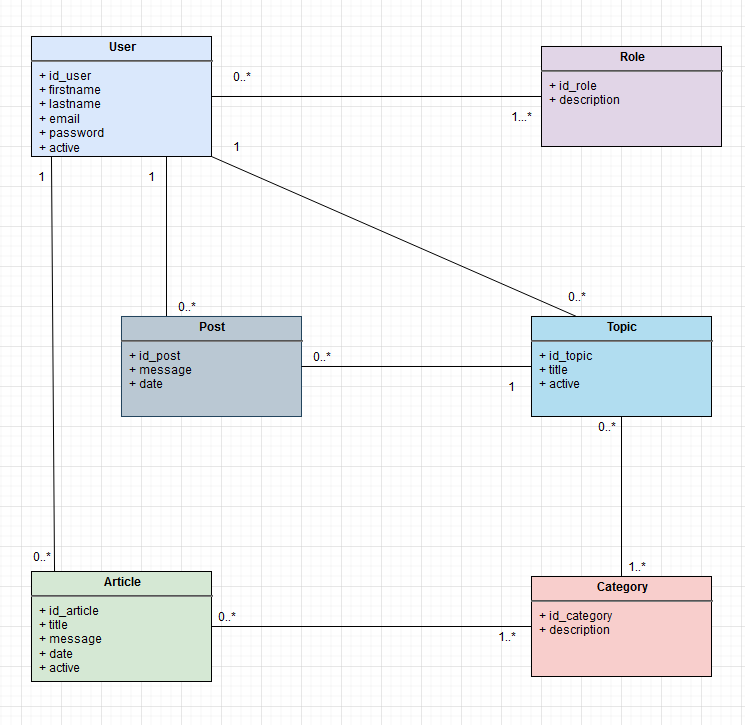 User
+ id_user
+ firstname
+ lastname
+ email
+ password
+ active
Role
+ id_role
+ description
0..*
1...*
1
1
1
0..*
0..*
Post
+ id_post
+ message
+ date
Topic
+ id_topic
+ title
+ active
0..*
1
0..*
0..*
1..*
Article
+ id_article
+ title
+ message
+ date
+ active
Category
+ id_category
+ description
0..*
1..*